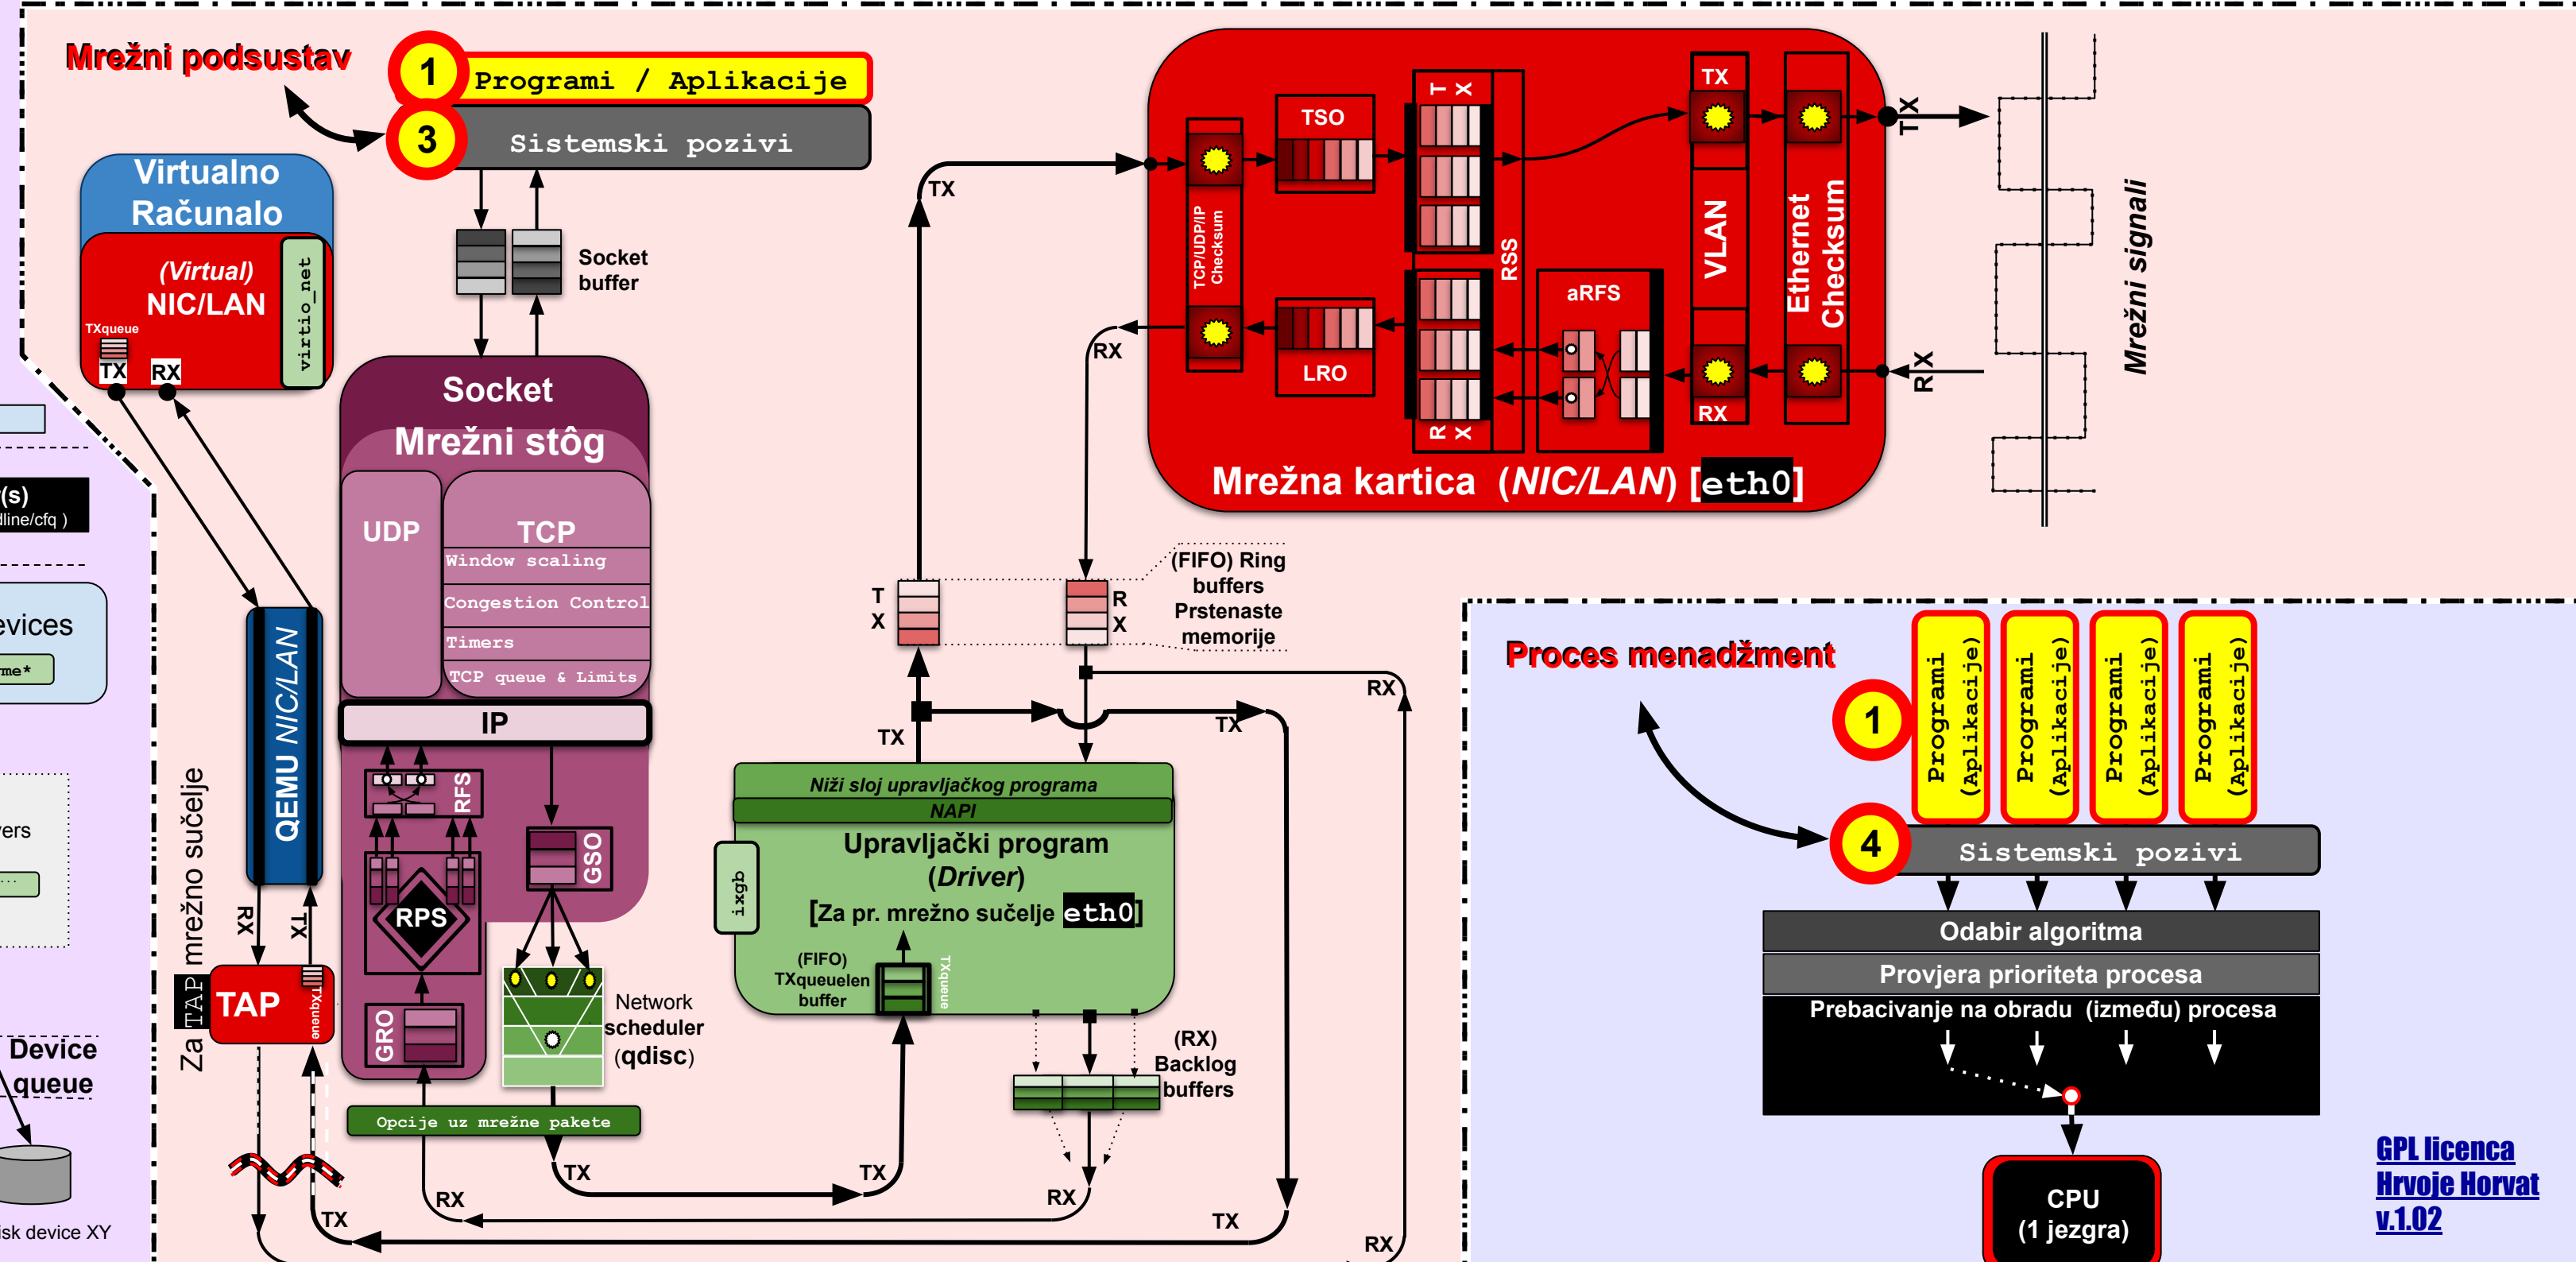 Mrežni podsustav
1
Programi / Aplikacije
3
Sistemski pozivi
Virtualno
Računalo
(Virtual)
NIC/LAN
virtio_net
TXqueue
TX
RX
Socket
buffer
Socket
Mrežni stôg
UDP
TCP
Window scaling
Congestion Control
Timers
TCP queue & Limits
IP
RFS
RPS
GRO
GSO
Network
scheduler
(qdisc)
Opcije uz mrežne pakete
QEMU NIC/LAN
RX
TX
TAP
TXqueue
Za TAP mrežno sučelje
TX
RX
TX
TX
RX
TX
RX
TX
RX
TX
TX
RX
T
X
R
X
(FIFO) Ring
buffers
Prstenaste
memorije
Niži sloj upravljačkog programa
NAPI
Upravljački program
(Driver)
[Za pr. mrežno sučelje eth0]
ixgb
(FIFO)
TXqueuelen
buffer
TXqueue
(RX)
Backlog
buffers
TCP/UDP/IP
Checksum
TSO
LRO
T X
R X
RSS
aRFS
TX
VLAN
RX
Ethernet
Checksum
TX
RX
Mrežna kartica (NIC/LAN) [eth0]
Mrežni signali
Proces menadžment
1
Programi
(Aplikacije)
Programi
(Aplikacije)
Programi
(Aplikacije)
Programi
(Aplikacije)
4
Sistemski pozivi
Odabir algoritma
Provjera prioriteta procesa
Prebacivanje na obradu (između) procesa
CPU
(1 jezgra)
GPL licenca
Hrvoje Horvat
v.1.02
(s)
dline/cfq )
evices
me*
ers
...
Device
queue
isk device XY